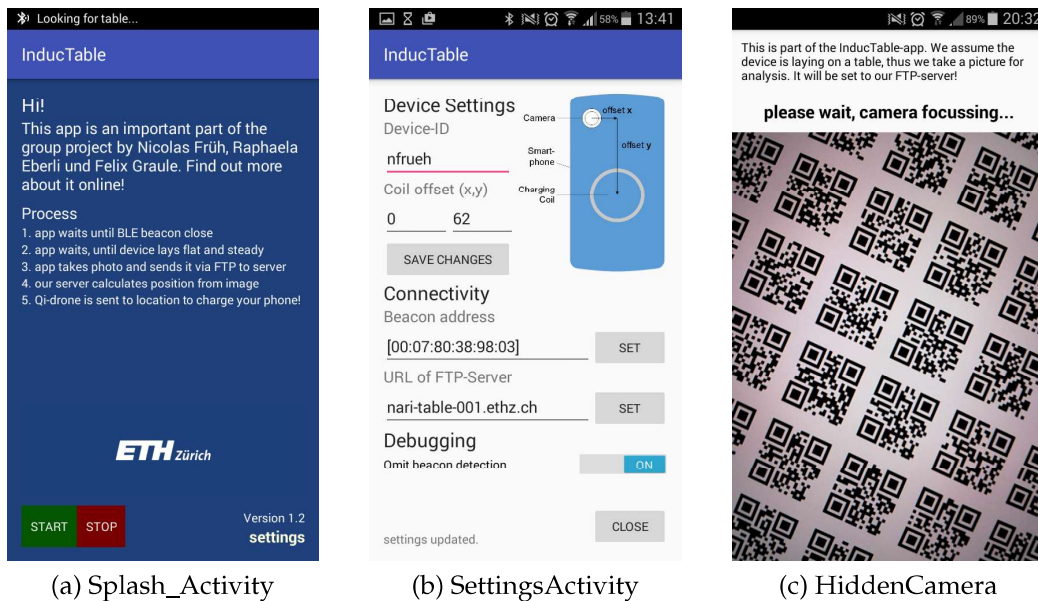 Looking for table...
InducTable
Hi!
This app is an important part of the
group project by Nicolas Früh, Raphaela
Eberli und Felix Graule. Find out more
about it online!
Process
1. app waits until BLE beacon close
2. app waits, until device lays flat and steady
3. app takes photo and sends it via FTP to server
4. our server calculates position from image
5. Qi-drone is sent to location to charge your phone!
ETH Zürich
START
STOP
Version 1.2
settings
(a) Splash_Activity
58%
13:41
InducTable
Device Settings
Device-ID
nfrueh
Coil offset (x,y)
0
62
SAVE CHANGES
Camera
offset x
offset y
Smart-
phone
Charging
Coil
Connectivity
Beacon address
[00:07:80:38:98:03]
SET
URL of FTP-Server
nari-table-001.ethz.ch
SET
Debugging
Omit beacon detection
ON
settings updated.
CLOSE
(b) SettingsActivity
89%
20:32
This is part of the InducTable-app. We assume the
device is laying on a table, thus we take a picture for
analysis. It will be set to our FTP-server!
please wait, camera focussing...
(c) HiddenCamera